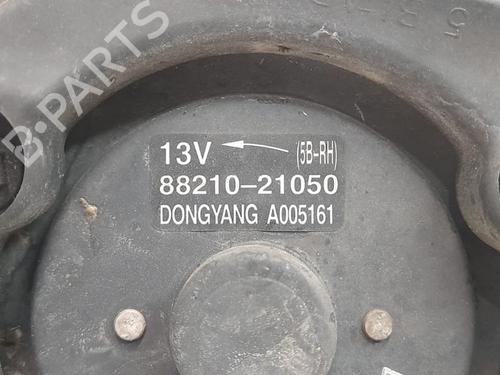 13V (5B-RH)
88210-21050
DONGYANG A005161
B-PARTS